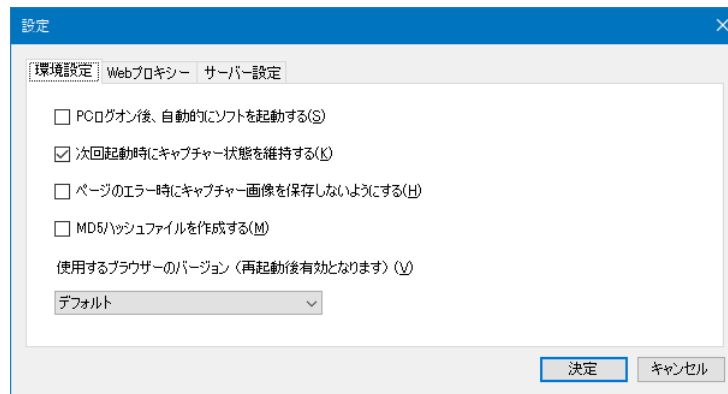 設定
環境設定 Webプロキシー サーバー設定
PCログオン後、自動的にソフトを起動する(S)
次回起動時にキャプチャー状態を維持する(K)
ページのエラー時にキャプチャー画像を保存しないようにする(H)
MD5ハッシュファイルを作成する(M)
使用するブラウザーのバージョン（再起動後有効となります）(V)
デフォルト
決定 キャンセル